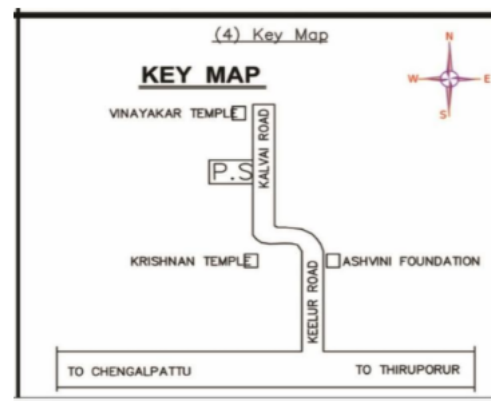 (4) Key Map
KEY MAP
N
W E
S
VINAYAKAR TEMPLE
KALVAI ROAD
P.S
KRISHNAN TEMPLE
ASHVINI FOUNDATION
KEELUR ROAD
TO CHENGALPATTU
TO THIRUPORUR